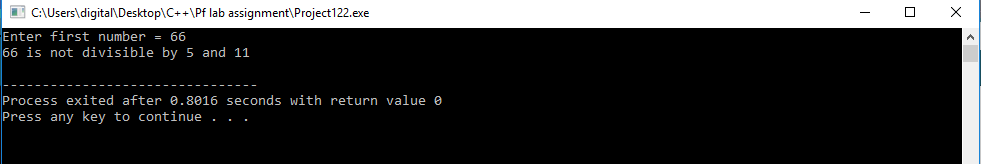 C:\Users\digital\Desktop\C++\Pf lab assignment\Project122.exe
Enter first number = 66
66 is not divisible by 5 and 11
--------------------------------
Process exited after 0.8016 seconds with return value 0
Press any key to continue . . .